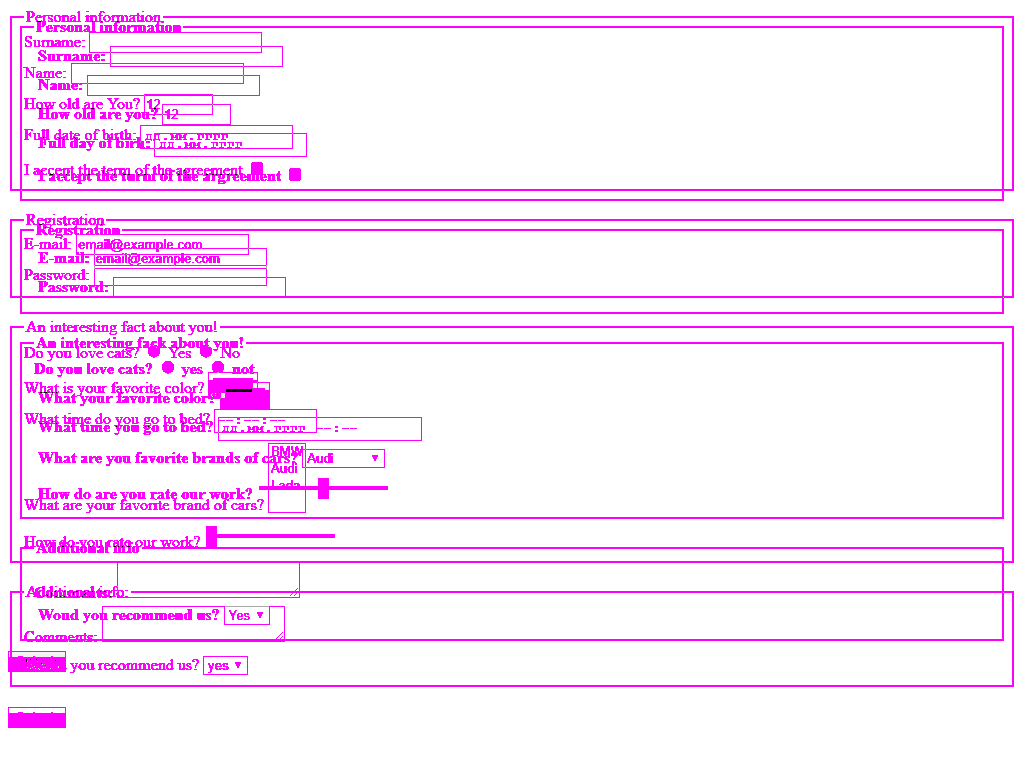 Personal information
Personal information
Surname:
Surname:
Name:
Name:
How old are You? 12
How old are you? 12
Full date of birth: дд.мм.гггг
Full day of birh: дд.мм.гггг
I accept the term of the agreement
I accept the turm of the argreement
Registration
Registration
E-mail: email@example.com
E-mail: email@example.com
Password:
Password:
An interesting fact about you!
An interesting fack about you!
Do you love cats? Yes No
Do you love cats? yes not
What is your favorite color?
What your favorite color?
What time do you go to bed? --:--:--
What time you go to bed? дд.мм.гггг --:--
BMW
What are you favorite brands of cars? Audi
Audi
Lada
How do are you rate our work?
What are your favorite brand of cars?
How do you rate our work?
Additional info
Additional info:
Comments:
Woud you recommend us? Yes
Comments:
you recommend us? yes